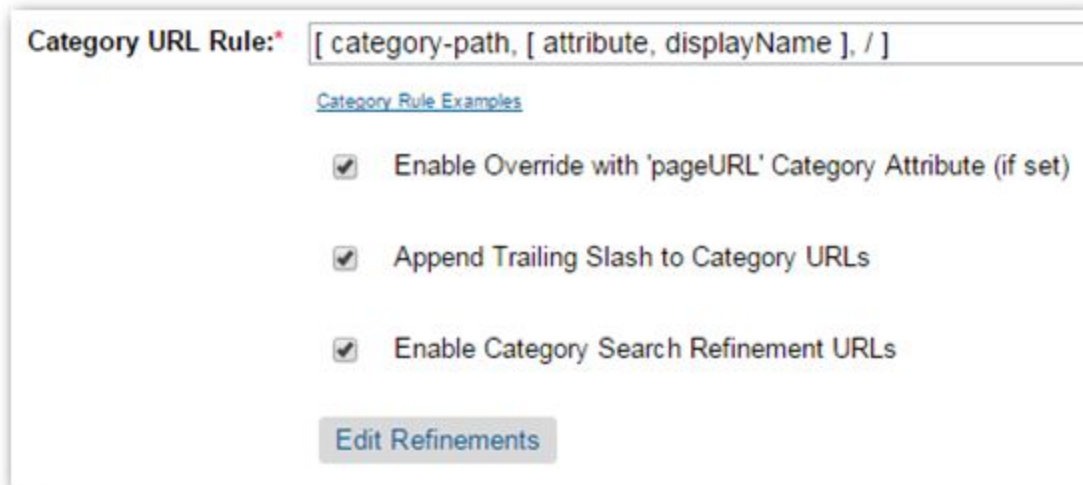 Category URL Rule:* [ category-path, [ attribute, displayName ], / ]
Category Rule Examples
Enable Override with 'pageURL' Category Attribute (if set)
Append Trailing Slash to Category URLs
Enable Category Search Refinement URLs
Edit Refinements